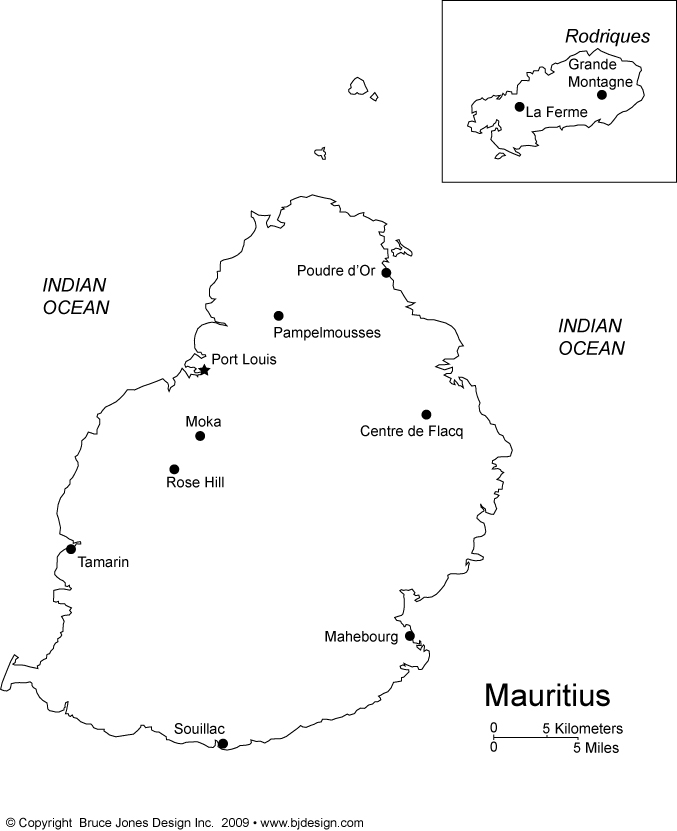 Rodriques
Grande
Montagne
La Ferme
INDIAN
OCEAN
Poudre d'Or
Pampelmousses
INDIAN
OCEAN
Port Louis
Moka
Centre de Flacq
Rose Hill
Tamarin
Mahebourg
Mauritius
Souillac
0 5 Kilometers
0 5 Miles
© Copyright Bruce Jones Design Inc. 2009 • www.bjdesign.com